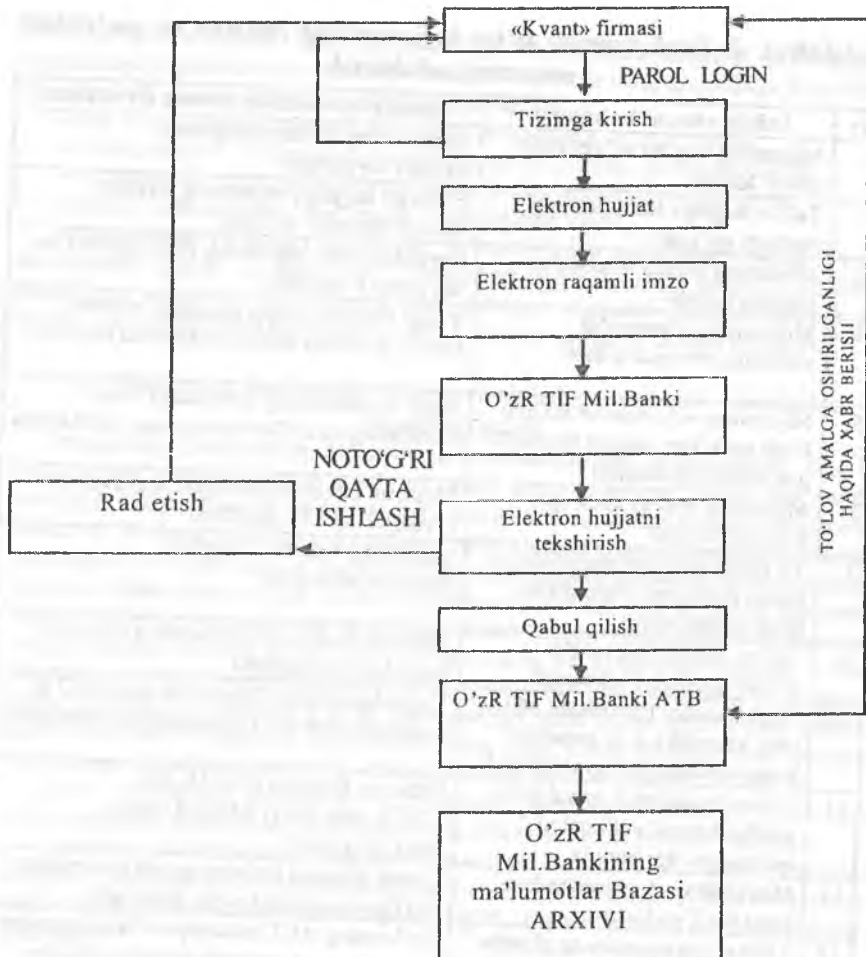 «Kvant» firmasi
PAROL LOGIN
Tizimga kirish
Elektron hujjat
Elektron raqamli imzo
O'zR TIF Mil.Banki
NOTO‘G‘RI
QAYTA
ISHLASH
Rad etish
Elektron hujjatni
tekshirish
Qabul qilish
O'zR TIF Mil.Banki ATB
O'zR TIF
Mil.Bankining
ma'lumotlar Bazasi
ARXIVI
TO'LOV AMALGA OSHIRILGANLIGI
HAQIDA XABR BERISH